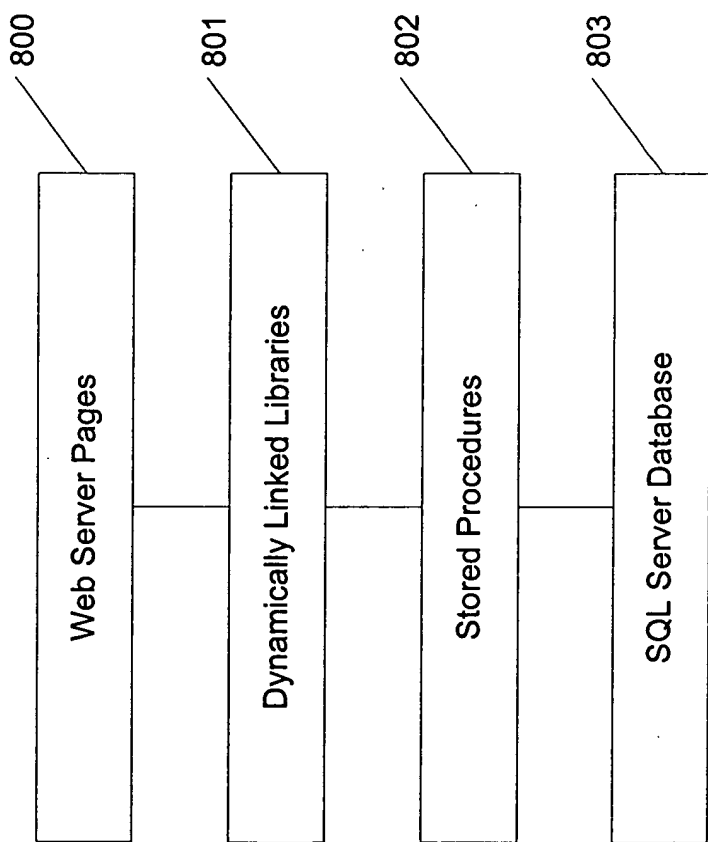 Web Server Pages
800
Dynamically Linked Libraries
801
Stored Procedures
802
SQL Server Database
803